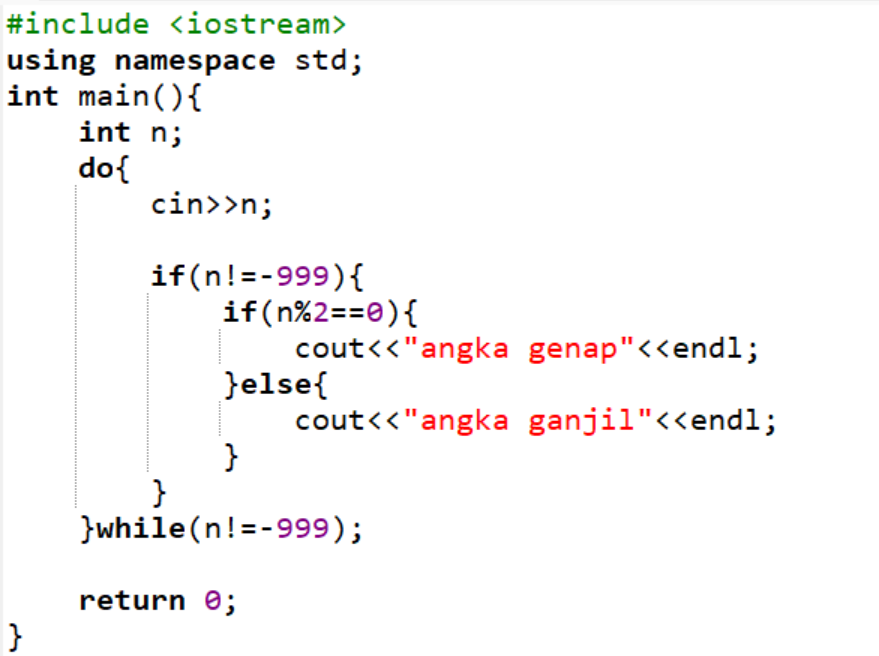 #include <iostream>
using namespace std;
int main(){
    int n;
    do{
        cin>>n;

        if(n!=-999){
            if(n%2==0){
                cout<<"angka genap"<<endl;
            }else{
                cout<<"angka ganjil"<<endl;
            }
        }
    }while(n!=-999);

    return 0;
}